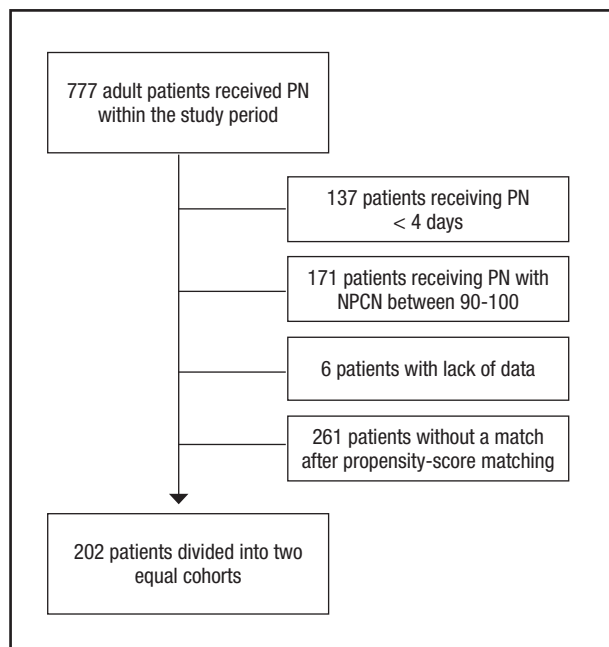 777 adult patients received PN
within the study period
137 patients receiving PN
< 4 days
171 patients receiving PN with
NPCN between 90-100
6 patients with lack of data
261 patients without a match
after propensity-score matching
202 patients divided into two
equal cohorts